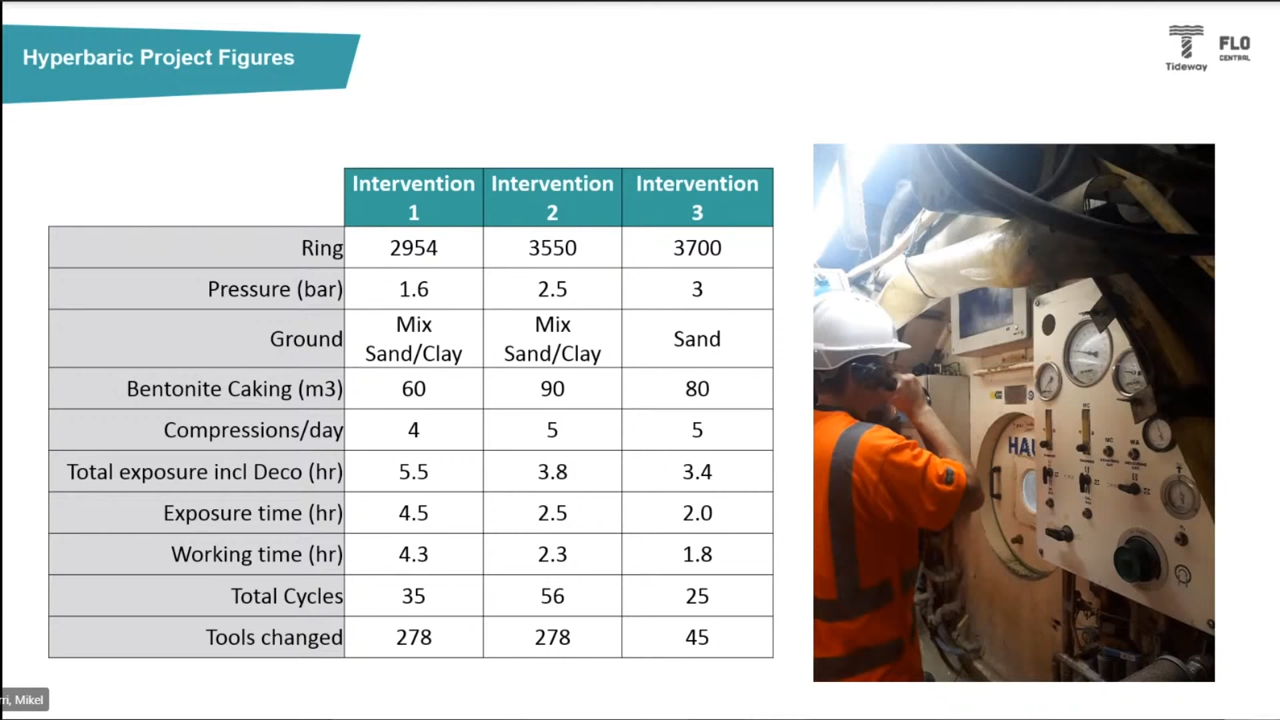 Hyperbaric Project Figures
Tideway
FLO
CENTRAL
Intervention 1
Intervention 2
Intervention 3
Ring 2954 3550 3700
Pressure (bar) 1.6 2.5 3
Ground Mix Sand/Clay Mix Sand/Clay Sand
Bentonite Caking (m3) 60 90 80
Compressions/day 4 5 5
Total exposure incl Deco (hr) 5.5 3.8 3.4
Exposure time (hr) 4.5 2.5 2.0
Working time (hr) 4.3 2.3 1.8
Total Cycles 35 56 25
Tools changed 278 278 45
HAU
rri, Mikel